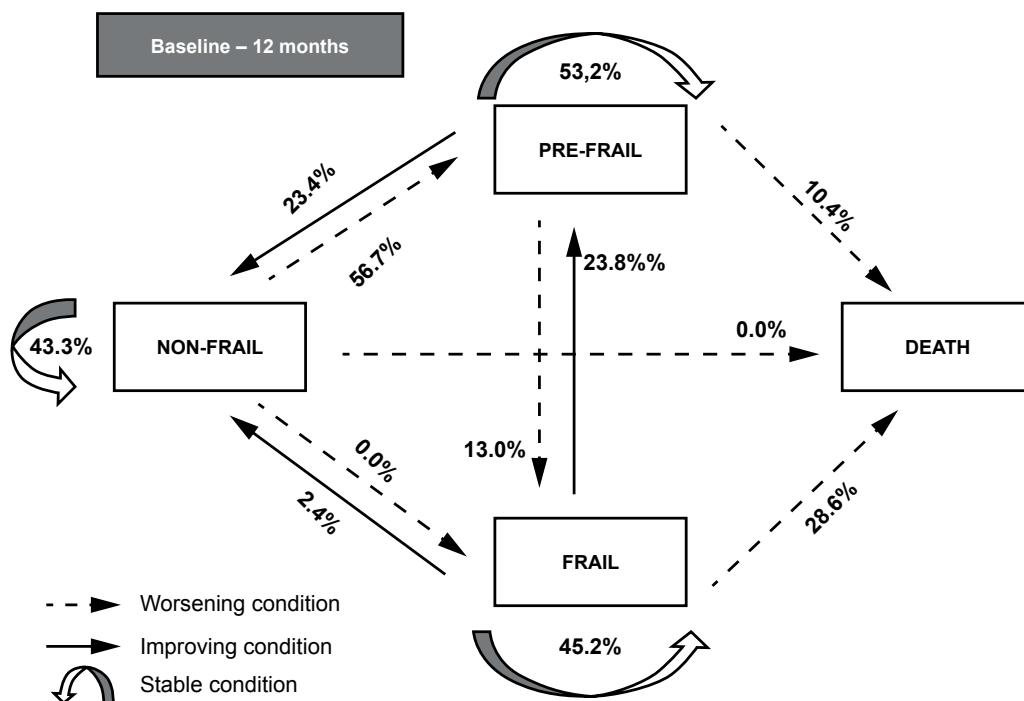 Baseline – 12 months
53,2%
PRE-FRAIL
23.4%
56.7%
10.4%
23.8%%
0.0%
43.3%
NON-FRAIL
DEATH
0.0%
2.4%
13.0%
28.6%
FRAIL
45.2%
Worsening condition
Improving condition
Stable condition